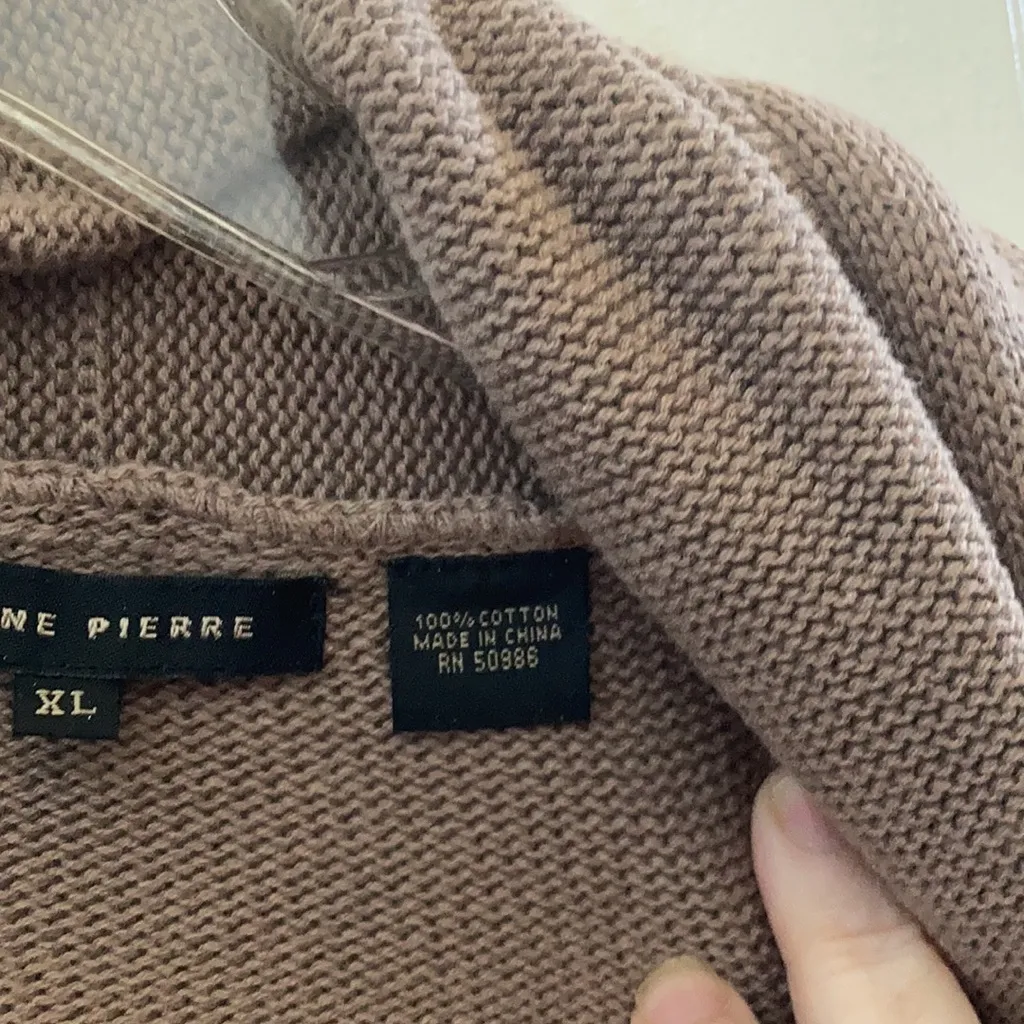 NE PIERRE
XL
100% COTTON
MADE IN CHINA
RN 50986